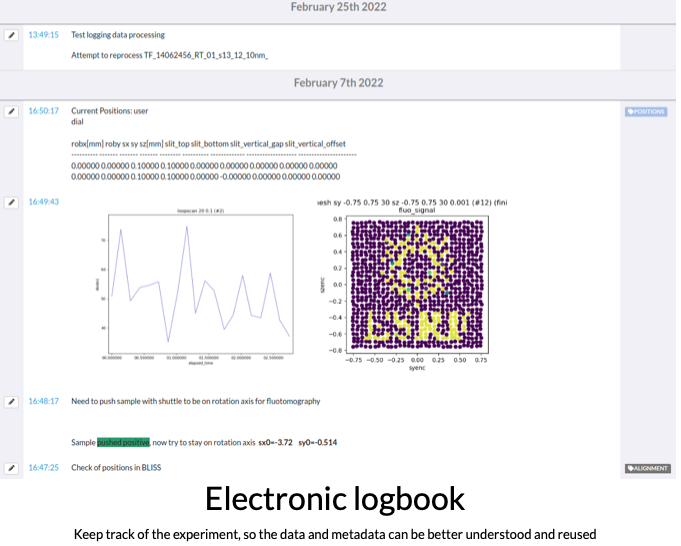 February 25th 2022
13:49:15 Test logging data processing
Attempt to reprocess TF_14062456_RT_01_s13_12_10nm_
February 7th 2022
16:50:17 Current Positions: user
POSITIONS
dial
robx[mm] roby sx sy sz[mm] slit_top slit_bottom slit_vertical_gap slit_vertical_offset
0.00000 0.00000 0.10000 0.10000 0.00000 0.00000 0.00000 0.00000 0.00000
0.00000 0.00000 0.10000 0.10000 0.00000 -0.00000 0.00000 0.00000 0.00000
16:49:43
loopscan 20 0.1 (#2)
elapsed_time
esh sy -0.75 0.75 30 sz -0.75 0.75 30 0.001 (#12) (fini
fluo_signal
0.8
0.6
0.4
0.2
0.0
−0.2
−0.4
−0.6
−0.8
szenc
−0.75 −0.50 −0.25 0.00 0.25 0.50 0.75
syenc
16:48:17 Need to push sample with shuttle to be on rotation axis for fluotomography
Sample pushed positive, now try to stay on rotation axis sx0=-3.72 sy0=-0.514
16:47:25 Check of positions in BLISS
ALIGNMENT
Electronic logbook
Keep track of the experiment, so the data and metadata can be better understood and reused